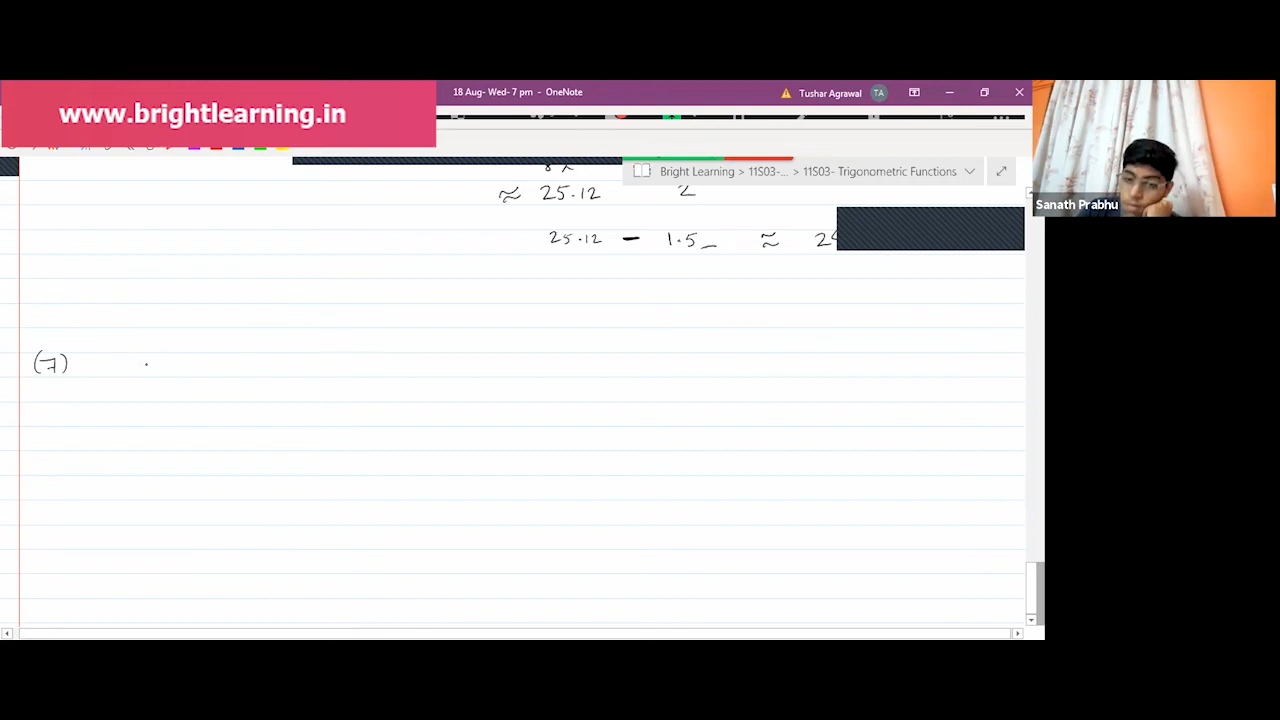 www.brightlearning.in
18 Aug- Wed- 7 pm - OneNote
Tushar Agrawal
TA
Bright Learning > 11S03-... > 11S03- Trigonometric Functions
≈ 25.12 2
25.12 - 1.5 ≈
(7)
Sanath Prabhu